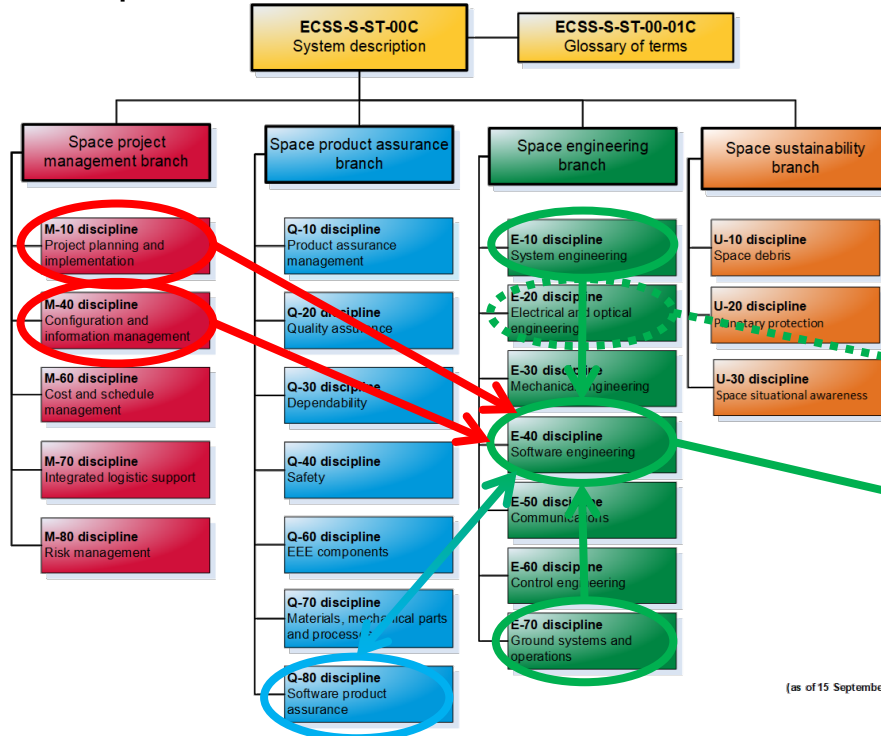 ECSS-S-ST-00C
System description
ECSS-S-ST-00-01C
Glossary of terms
Space project
management branch
M-10 discipline
Project planning and
implementation
M-40 discipline
Configuration and
information management
M-60 discipline
Cost and schedule
management
M-70 discipline
Integrated logistic support
M-80 discipline
Risk management
Space product assurance
branch
Q-10 discipline
Product assurance
management
Q-20 discipline
Quality assurance
Q-30 discipline
Dependability
Q-40 discipline
Safety
Q-60 discipline
EEE components
Q-70 discipline
Materials, mechanical parts
and processes
Q-80 discipline
Software product
assurance
Space engineering
branch
E-10 discipline
System engineering
E-20 discipline
Electrical and optical
engineering
E-30 discipline
Mechanical engineering
E-40 discipline
Software engineering
E-50 discipline
Communications
E-60 discipline
Control engineering
E-70 discipline
Ground systems and
operations
Space sustainability
branch
U-10 discipline
Space debris
U-20 discipline
Planetary protection
U-30 discipline
Space situational awareness
(as of 15 Septembe